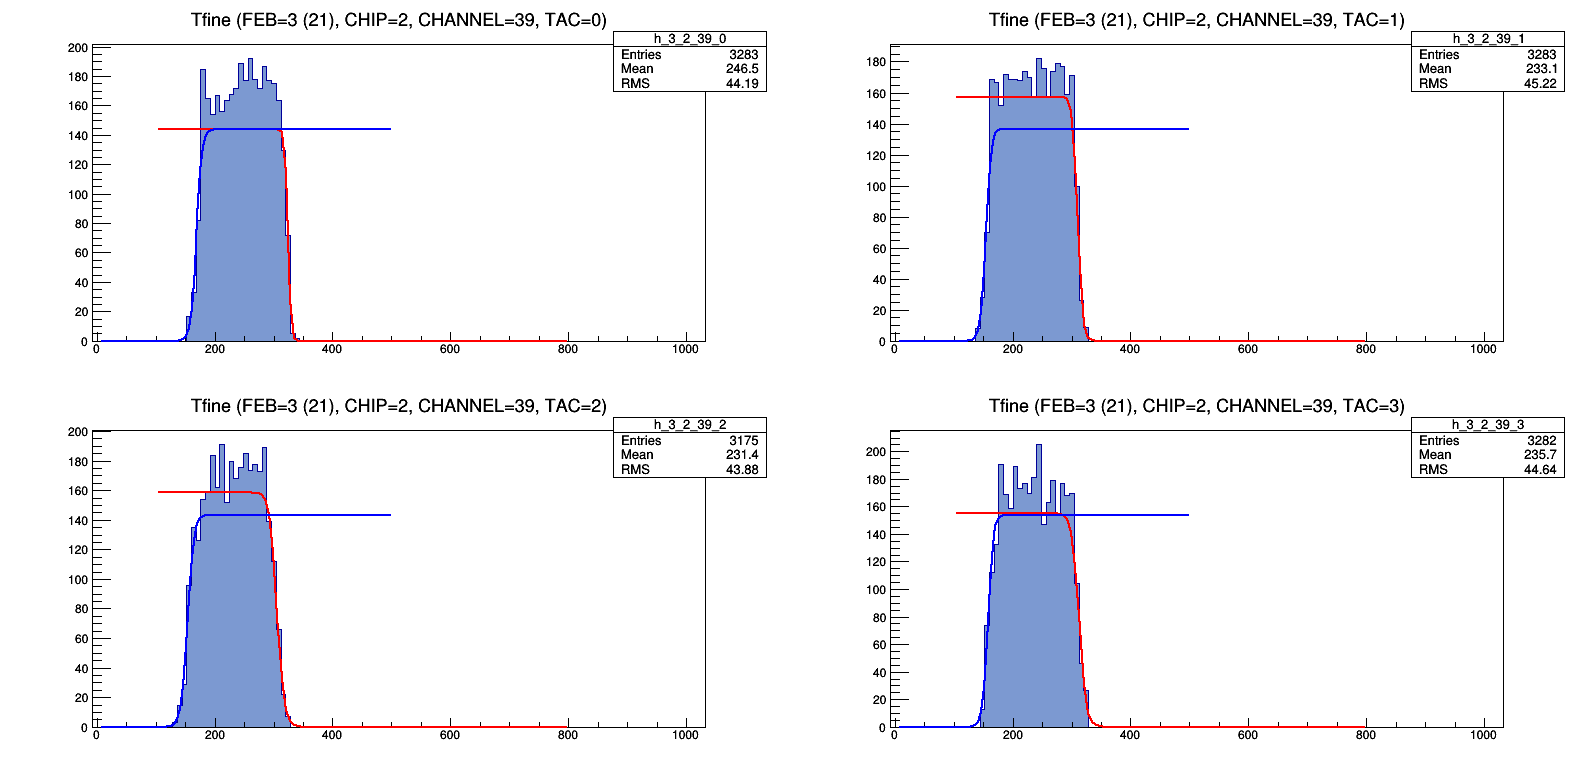 Tfine (FEB=3 (21), CHIP=2, CHANNEL=39, TAC=0)
h_3_2_39_0
Entries 3283
Mean 246.5
RMS 44.19
200
180
160
140
120
100
80
60
40
20
0
0 200 400 600 800 1000
Tfine (FEB=3 (21), CHIP=2, CHANNEL=39, TAC=1)
h_3_2_39_1
Entries 3283
Mean 233.1
RMS 45.22
180
160
140
120
100
80
60
40
20
0
0 200 400 600 800 1000
Tfine (FEB=3 (21), CHIP=2, CHANNEL=39, TAC=2)
h_3_2_39_2
Entries 3175
Mean 231.4
RMS 43.88
200
180
160
140
120
100
80
60
40
20
0
0 200 400 600 800 1000
Tfine (FEB=3 (21), CHIP=2, CHANNEL=39, TAC=3)
h_3_2_39_3
Entries 3282
Mean 235.7
RMS 44.64
200
180
160
140
120
100
80
60
40
20
0
0 200 400 600 800 1000